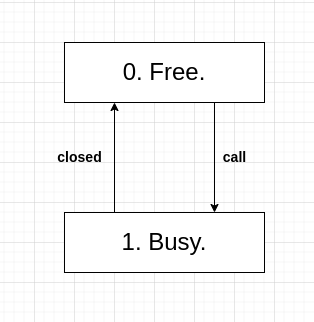 0. Free.
closed
call
1. Busy.